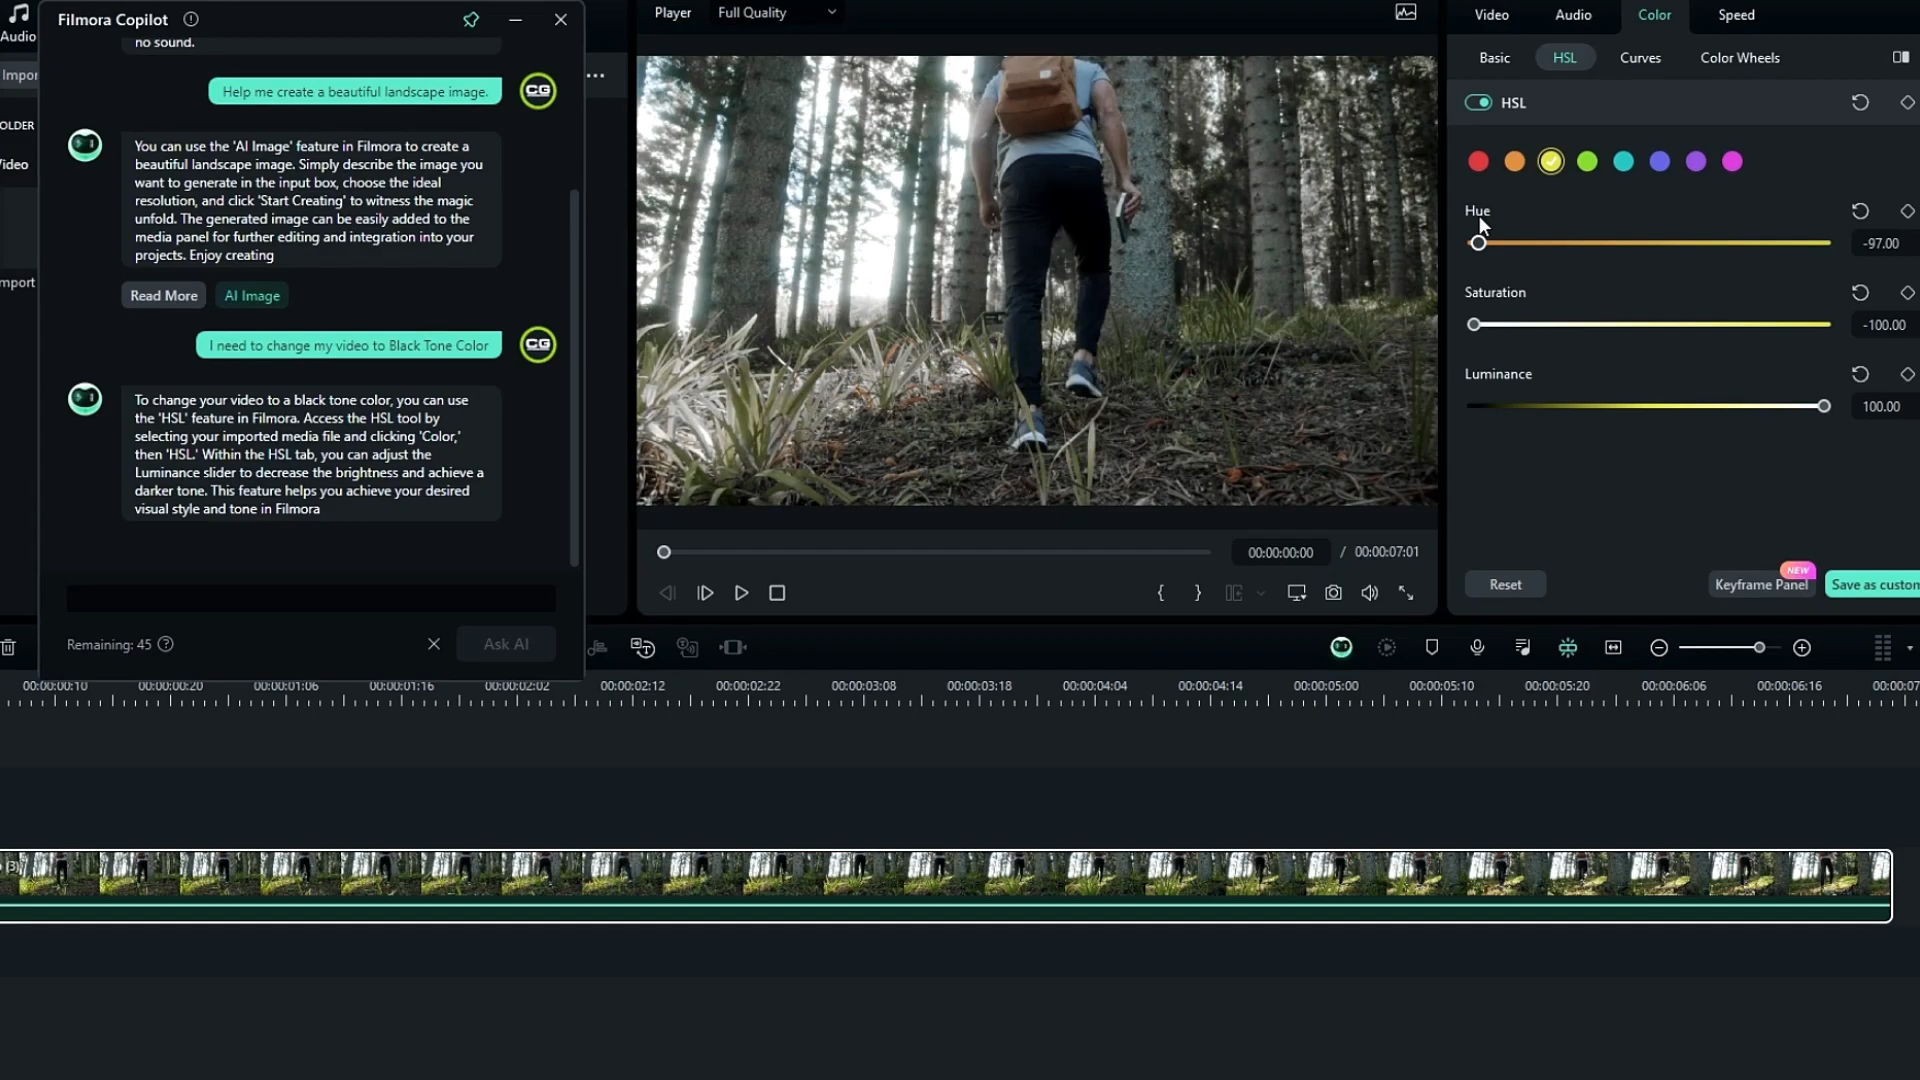 Audio
Impor
OLDER
ideo
mport
Filmora Copilot
no sound.
Help me create a beautiful landscape image.
CG
You can use the 'AI Image' feature in Filmora to create a
beautiful landscape image. Simply describe the image you
want to generate in the input box, choose the ideal
resolution, and click 'Start Creating' to witness the magic
unfold. The generated image can be easily added to the
media panel for further editing and integration into your
projects. Enjoy creating
Read More AI Image
I need to change my video to Black Tone Color
CG
To change your video to a black tone color, you can use
the 'HSL' feature in Filmora. Access the HSL tool by
selecting your imported media file and clicking 'Color,'
then 'HSL.' Within the HSL tab, you can adjust the
Luminance slider to decrease the brightness and achieve a
darker tone. This feature helps you achieve your desired
visual style and tone in Filmora
Remaining: 45
Ask AI
Player Full Quality
00:00:00:00 / 00:00:07:01
Video Audio Color Speed
Basic HSL Curves Color Wheels
HSL
Hue
-97.00
Saturation
-100.00
Luminance
100.00
NEW
Reset Keyframe Panel Save as custom
00:00:00:10 00:00:00:20 00:00:01:06 00:00:01:16 00:00:02:02 00:00:02:12 00:00:02:22 00:00:03:08 00:00:03:18 00:00:04:04 00:00:04:14 00:00:05:00 00:00:05:10 00:00:05:20 00:00:06:06 00:00:06:16 00:00:07
(3)